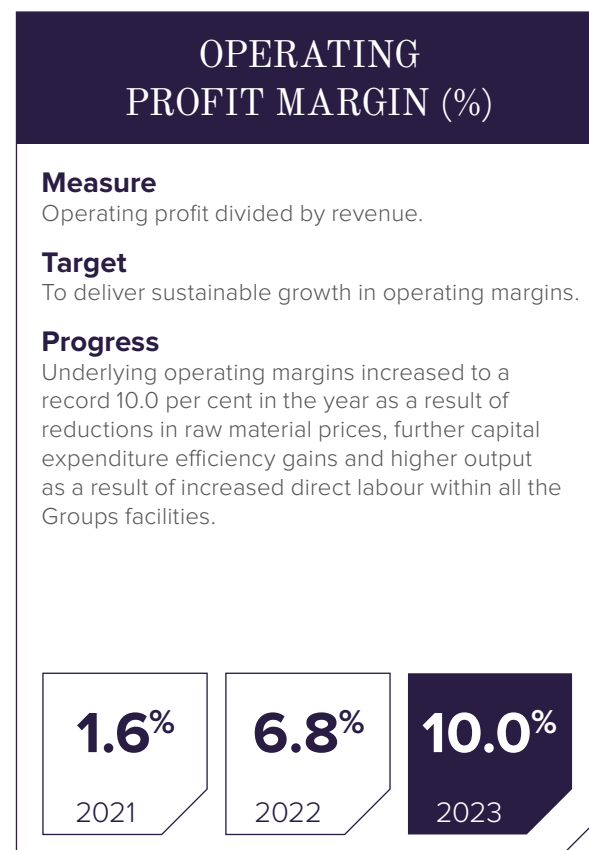 OPERATING
PROFIT MARGIN (%)
Measure
Operating profit divided by revenue.
Target
To deliver sustainable growth in operating margins.
Progress
Underlying operating margins increased to a
record 10.0 per cent in the year as a result of
reductions in raw material prices, further capital
expenditure efficiency gains and higher output
as a result of increased direct labour within all the
Groups facilities.
1.6%
2021
6.8%
2022
10.0%
2023